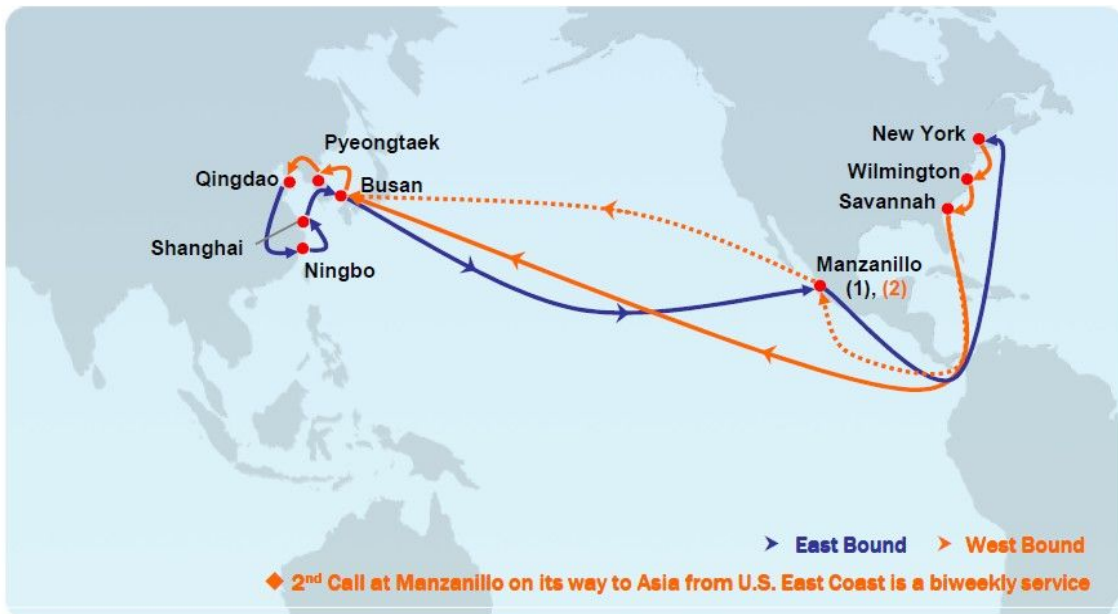 New York
Pyeongtaek
Wilmington
Qingdao
Busan
Savannah
Shanghai
Ningbo
Manzanillo
(1), (2)
➤ East Bound ➤ West Bound
◆ 2nd Call at Manzanillo on its way to Asia from U.S. East Coast is a biweekly service